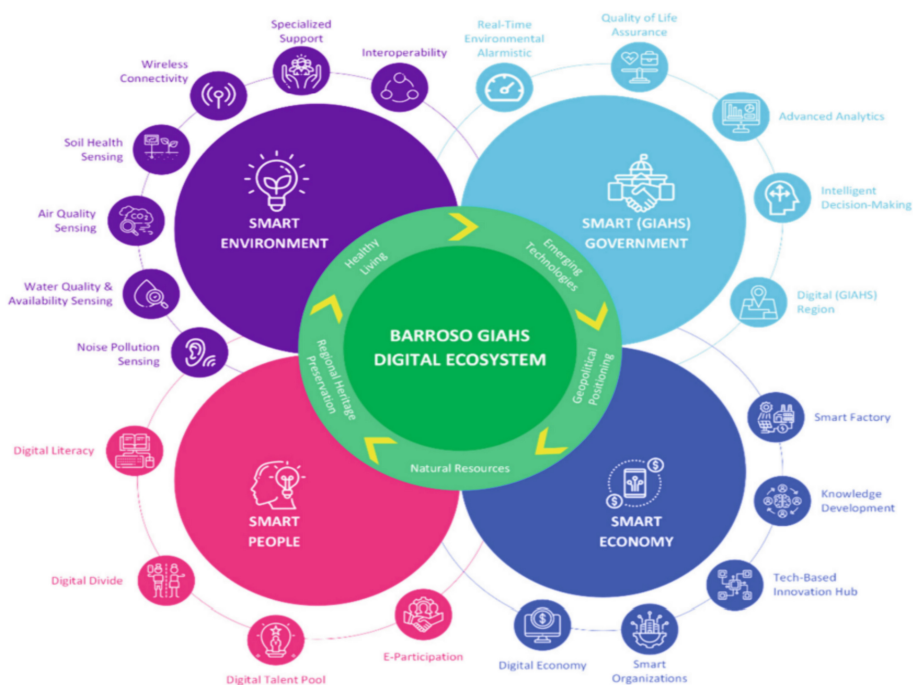 Specialized
Support
Interoperability
Wireless
Connectivity
Soil Health
Sensing
Air Quality
Sensing
Water Quality &
Availability Sensing
Noise Pollution
Sensing
SMART
ENVIRONMENT
Real-Time
Environmental
Alarmistic
Quality of Life
Assurance
Advanced Analytics
Intelligent
Decision-Making
Digital (GIAHS)
Region
SMART (GIAHS)
GOVERNMENT
Healthy
Living
Emerging
Technologies
Geopolitical
Positioning
Natural Resources
Regional Heritage
Preservation
BARROSO GIAHS
DIGITAL ECOSYSTEM
Digital Literacy
Digital Divide
Digital Talent Pool
E-Participation
SMART
PEOPLE
SMART
ECONOMY
Smart Factory
Knowledge
Development
Tech-Based
Innovation Hub
Smart
Organizations
Digital Economy
CO2